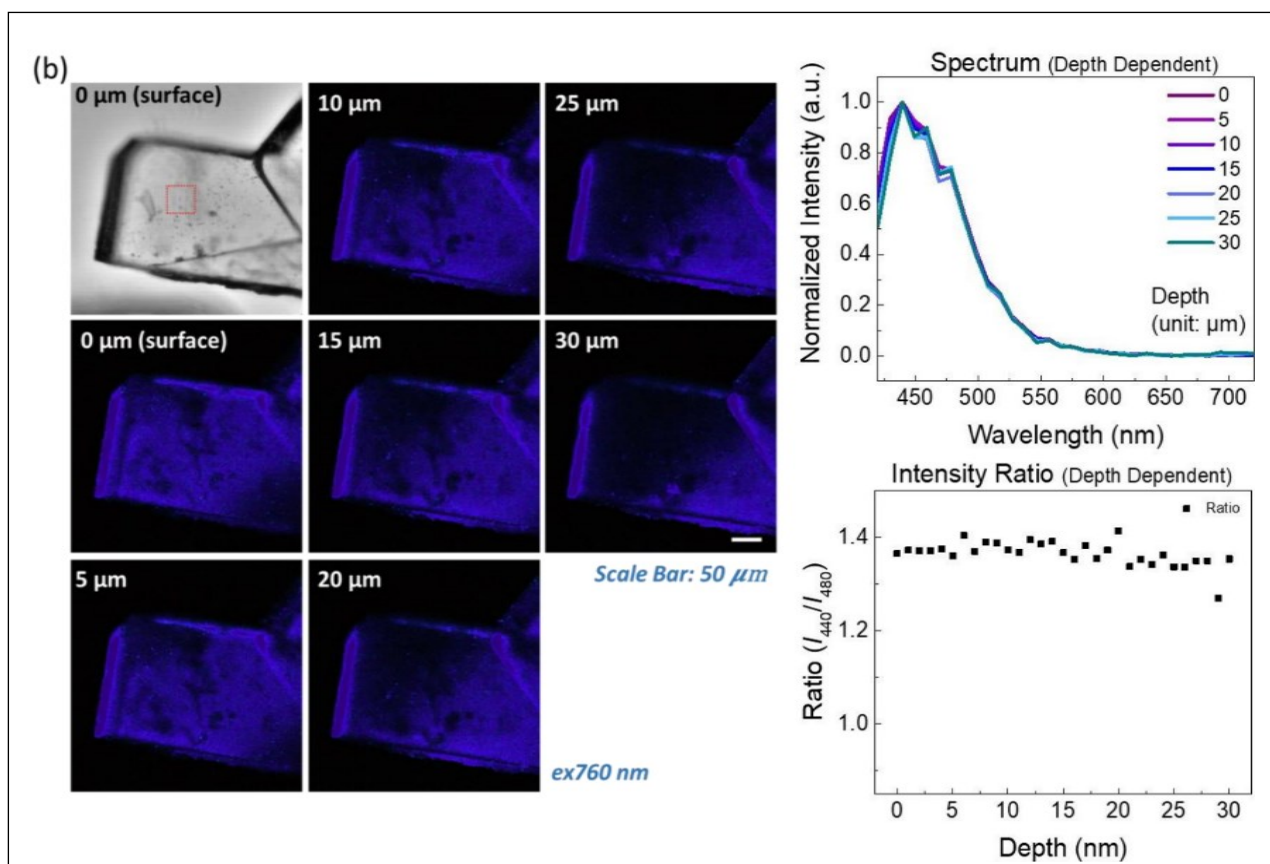 (b)
0 μm (surface)
10 μm
25 μm
0 μm (surface)
15 μm
30 μm
Scale Bar: 50 μm
5 μm
20 μm
ex760 nm
Spectrum (Depth Dependent)
Normalized Intensity (a.u.)
1.0
0.8
0.6
0.4
0.2
0.0
0
5
10
15
20
25
30
Depth
(unit: μm)
450 500 550 600 650 700
Wavelength (nm)
Intensity Ratio (Depth Dependent)
Ratio
Ratio (I440/I480)
1.4
1.2
1.0
0 5 10 15 20 25 30
Depth (nm)